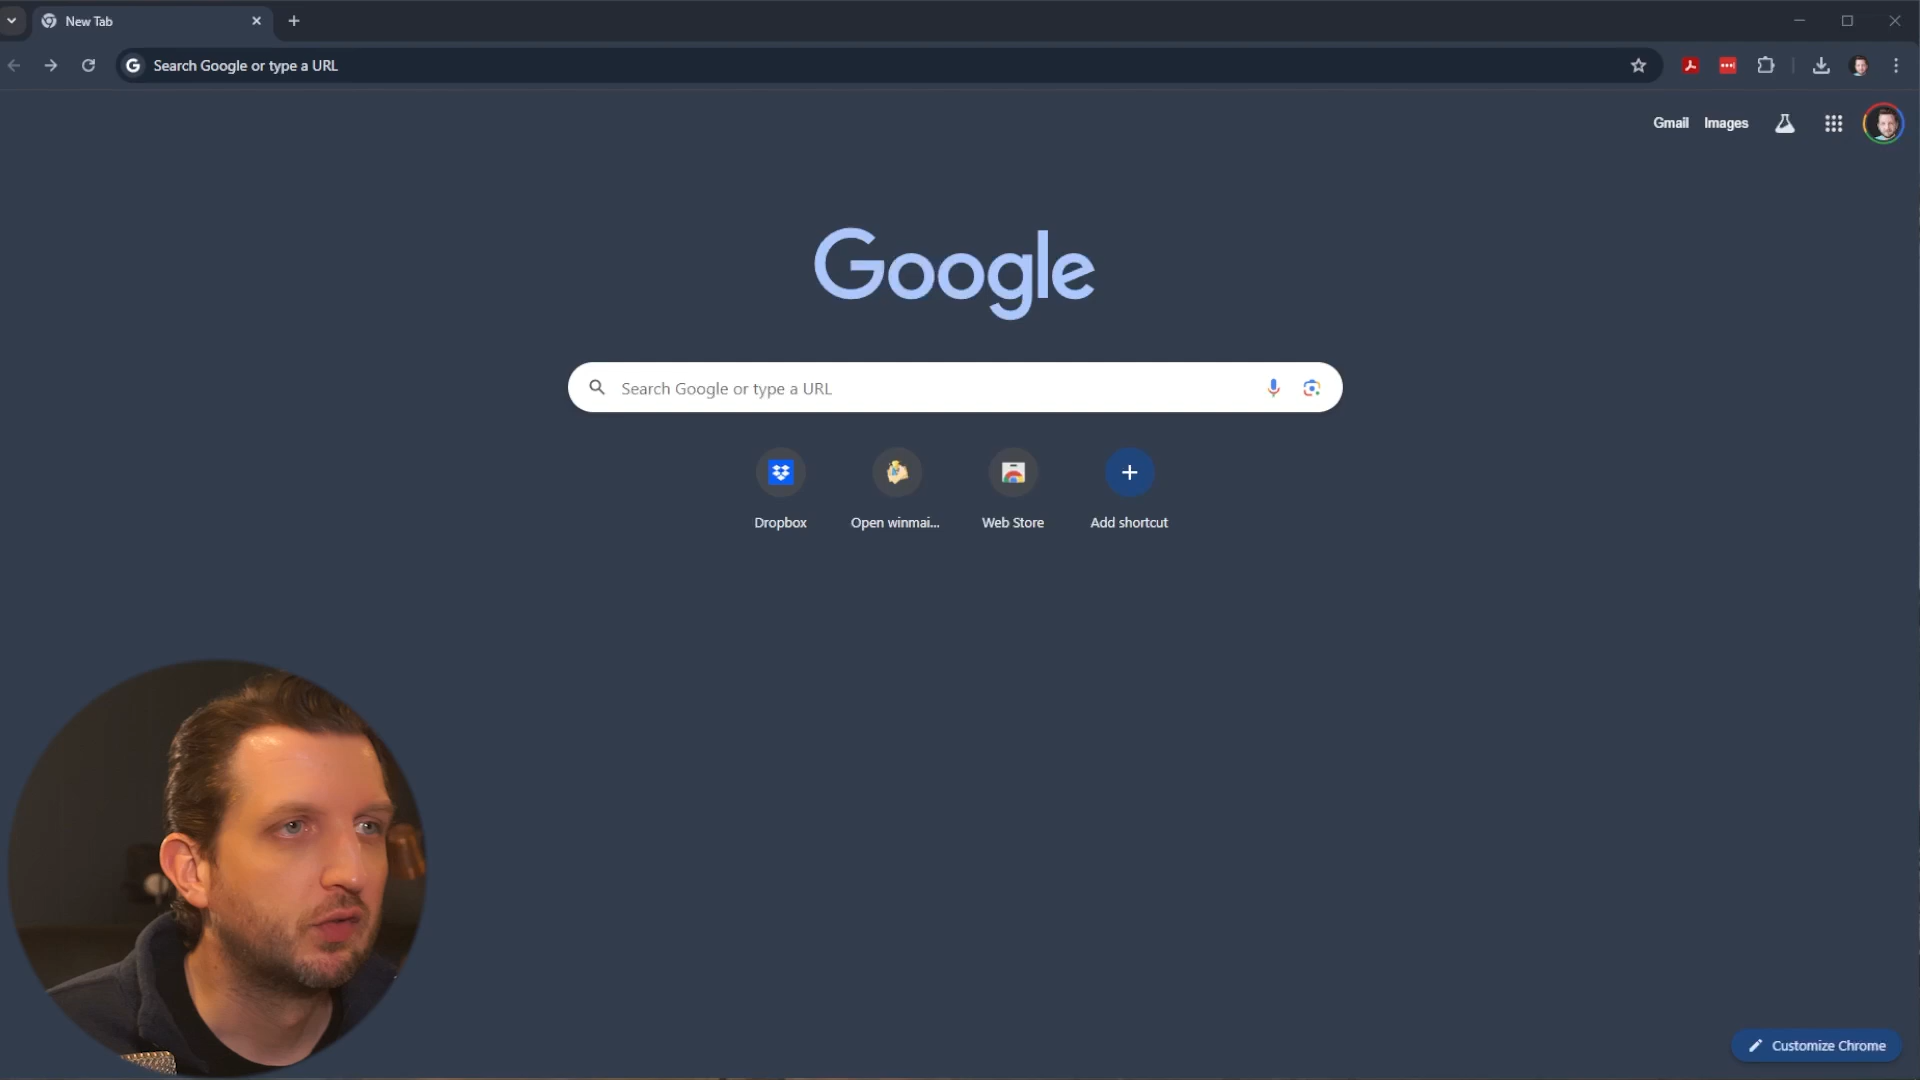 New Tab
Search Google or type a URL
Gmail Images
Google
Search Google or type a URL
Dropbox
Open winmai...
Web Store
Add shortcut
Customize Chrome